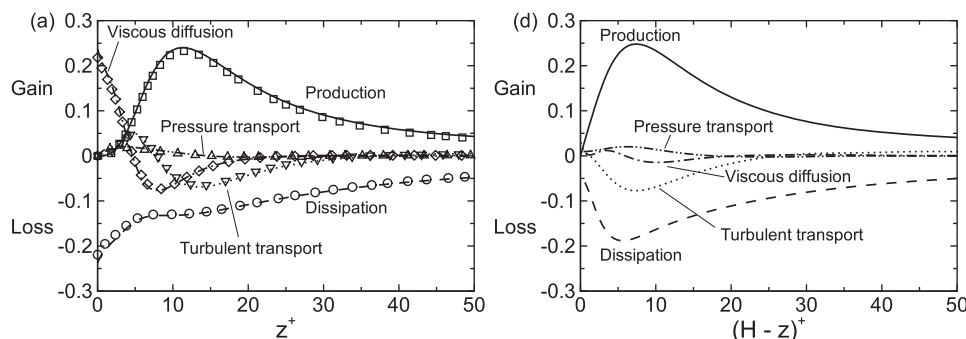 (a)
0.3
0.2
0.1
0
-0.1
-0.2
-0.3
Gain
Loss
Viscous diffusion
Production
Pressure transport
Dissipation
Turbulent transport
0 10 20 30 40 50
z+
(d)
0.3
0.2
0.1
0
-0.1
-0.2
-0.3
Gain
Loss
Production
Pressure transport
Viscous diffusion
Turbulent transport
Dissipation
0 10 20 30 40 50
(H - z)+